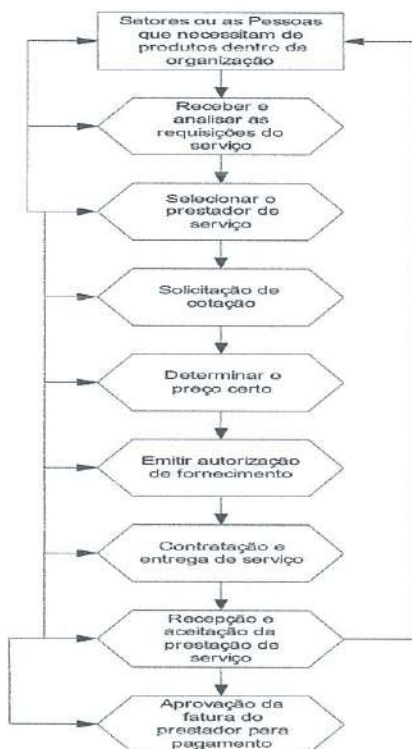 Setores ou as Pessoas
que necessitam de
produtos dentro da
organização
Receber e
analisar as
requisições do
serviço
Selecionar o
prestador de
serviço
Solicitação de
cotação
Determinar o
preço certo
Emitir autorização
de fornecimento
Contratação e
entrega de serviço
Recepção e
aceitação da
prestação de
serviço
Aprovação da
fatura do
prestador para
pagamento